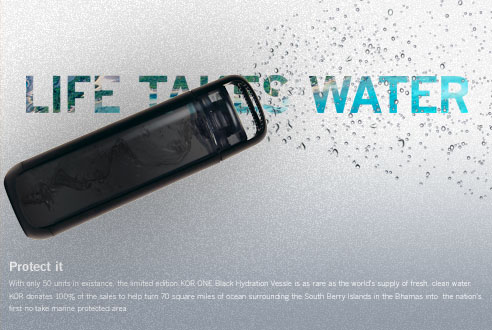 LIFE TAKES WATER
Protect it
With only 50 units in existance, the limited edition KOR ONE Black Hydration Vessle is as rare as the world's supply of fresh, clean water.
KOR donates 100% of the sales to help turn 70 square miles of ocean surrounding the South Berry Islands in the Bhamas into the nation's
first no take marine protected area